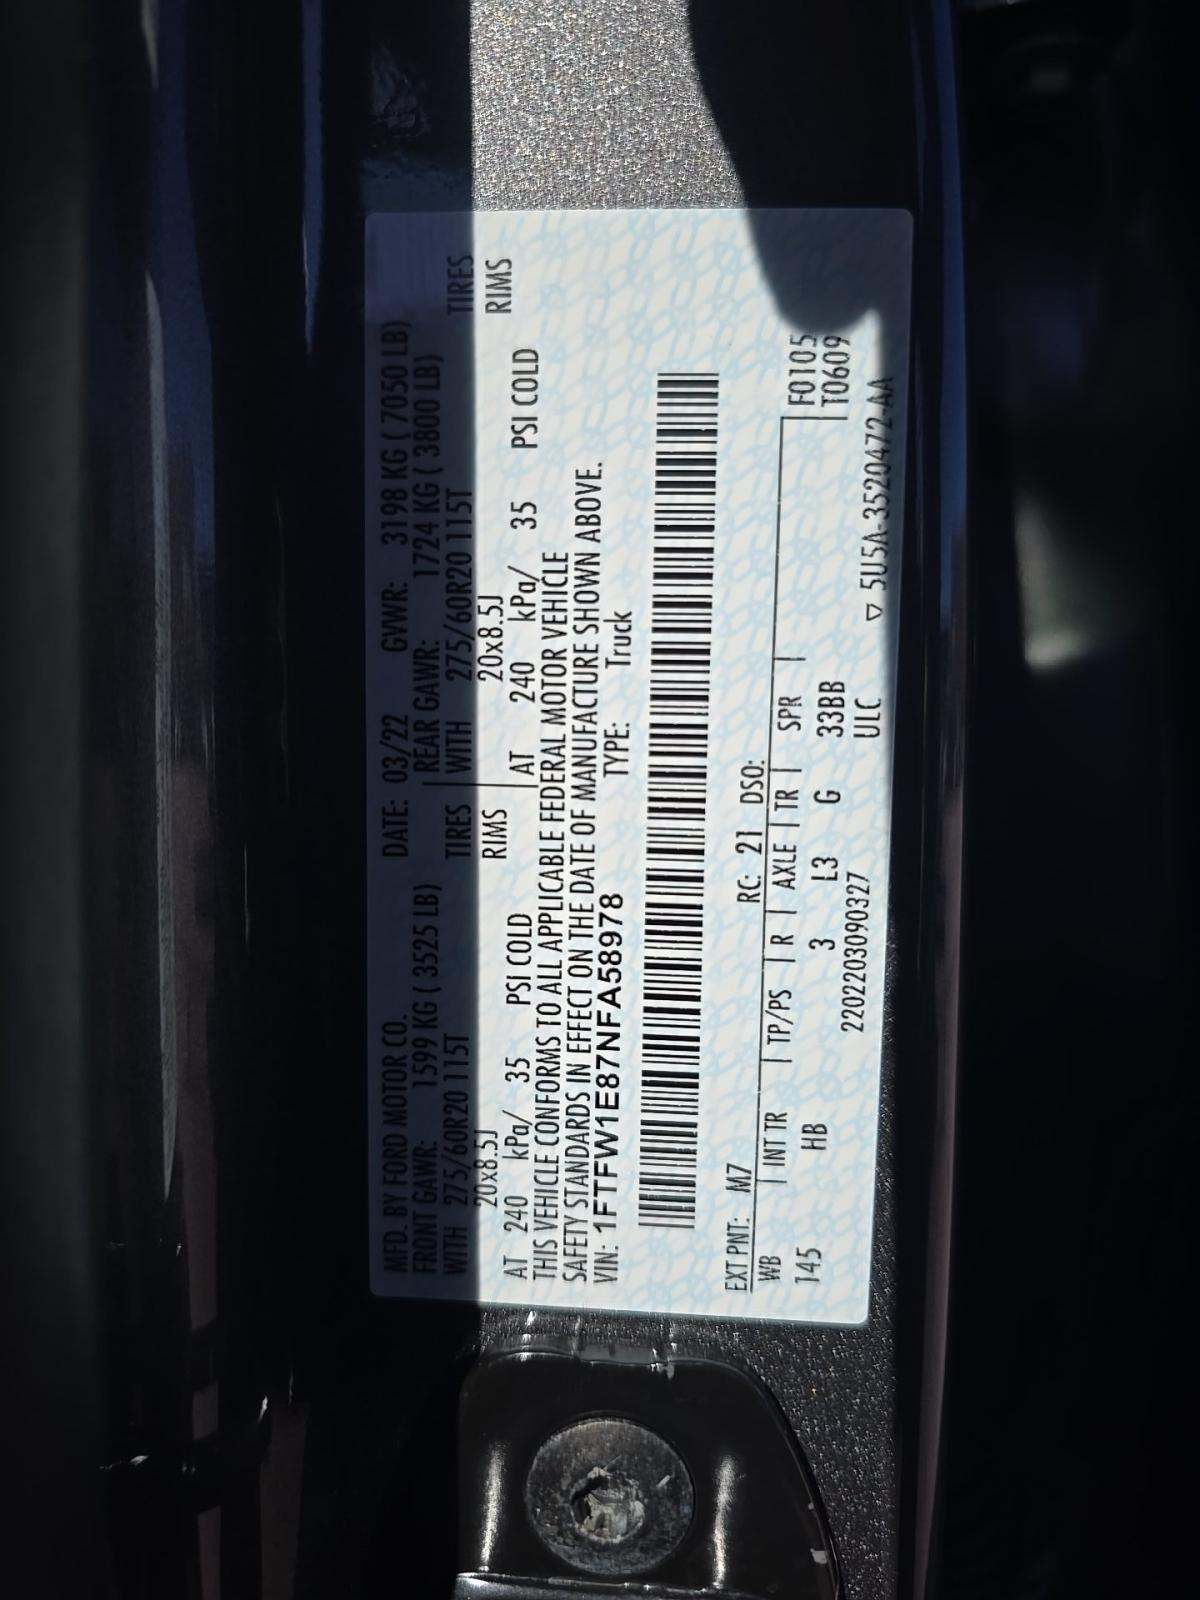 MFD. BY FORD MOTOR CO. DATE: 03/22 GVWR: 3198 KG ( 7050 LB)
FRONT GAWR: 1599 KG ( 3525 LB) REAR GAWR: 1724 KG ( 3800 LB)
WITH 275/60R20 115T TIRES WITH 275/60R20 115T TIRES
20x8.5J RIMS 20x8.5J RIMS
AT 240 kPa/ 35 PSI COLD AT 240 kPa/ 35 PSI COLD
THIS VEHICLE CONFORMS TO ALL APPLICABLE FEDERAL MOTOR VEHICLE
SAFETY STANDARDS IN EFFECT ON THE DATE OF MANUFACTURE SHOWN ABOVE.
VIN: 1FTFW1E87NFA58978 TYPE: Truck
EXT PNT: M7 RC: 21 DSO:
WB INT TR TP/PS R AXLE TR SPR F0105
145 HB 3 L3 G 33BB T0609
2202203090327 ULC
▽ 5U5A-3520472-AA